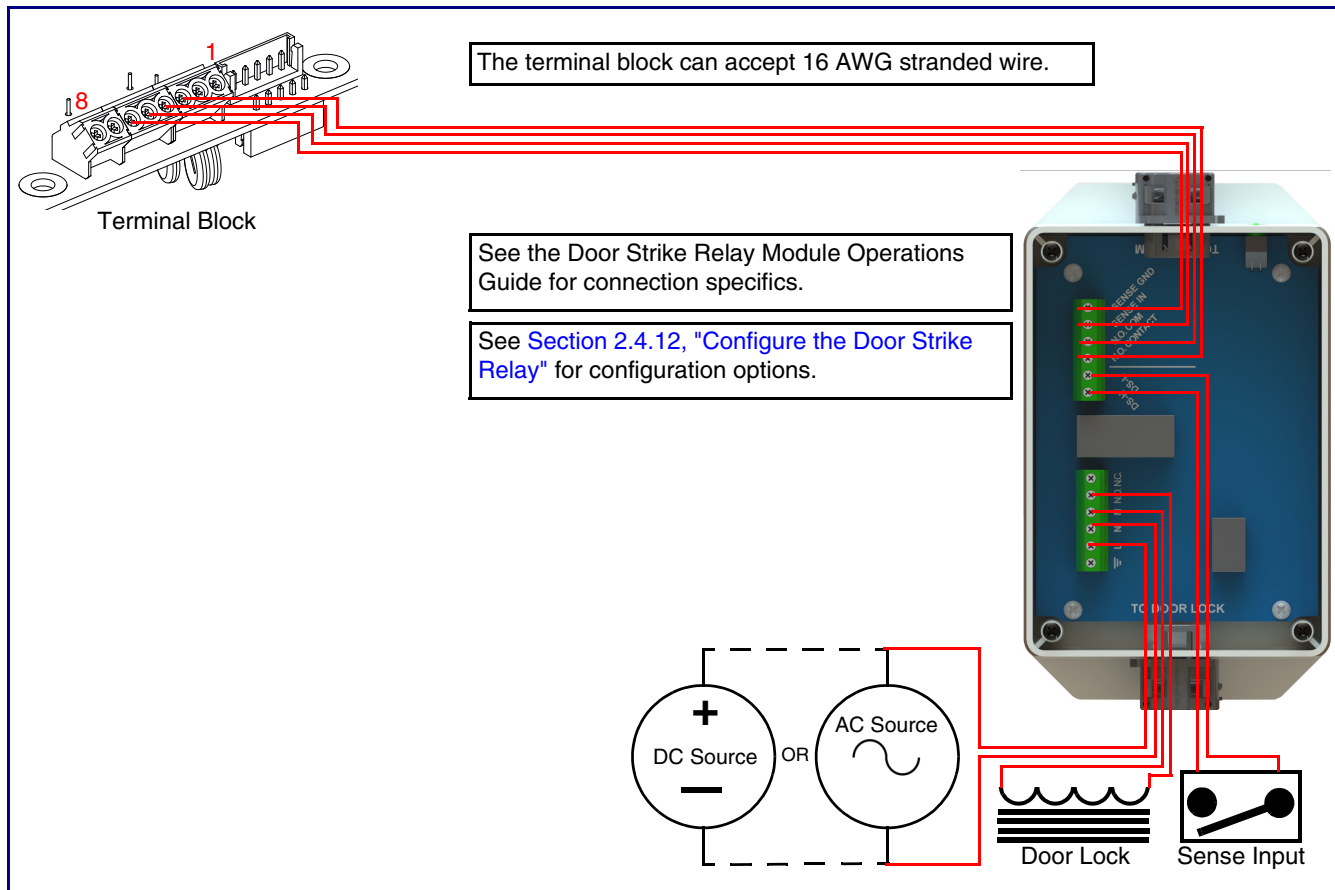 1
8
Terminal Block
The terminal block can accept 16 AWG stranded wire.
See the Door Strike Relay Module Operations
Guide for connection specifics.
See Section 2.4.12, "Configure the Door Strike
Relay" for configuration options.
SENSE GND
SENSE IN
N.O. COM
N.O. CONTACT
DS-1
N.C.
N.O.
N
L
TO DOOR LOCK
+
DC Source
OR
AC Source
Door Lock
Sense Input